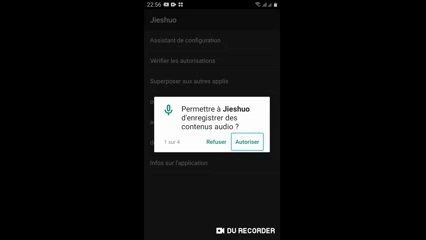 22:56
Jieshuo
Assistant de configuration
Vérifier les autorisations
Superposer aux autres applis
Permettre à Jieshuo
d'enregistrer des
contenus audio ?
1 sur 4 Refuser Autoriser
Infos sur l'application
DU RECORDER